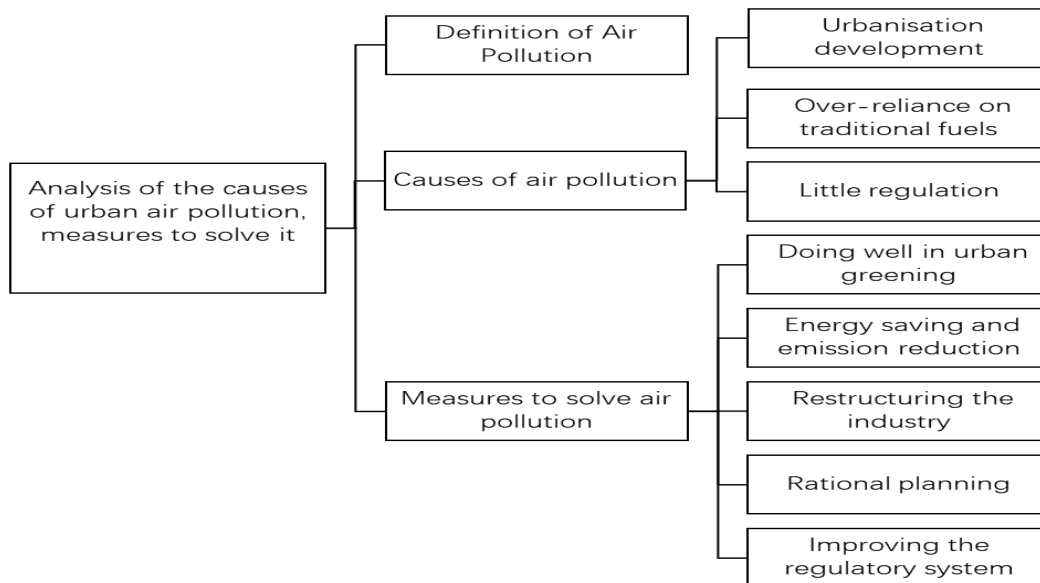 Analysis of the causes
of urban air pollution,
measures to solve it
Definition of Air
Pollution
Causes of air pollution
Urbanisation
development
Over-reliance on
traditional fuels
Little regulation
Measures to solve air
pollution
Doing well in urban
greening
Energy saving and
emission reduction
Restructuring the
industry
Rational planning
Improving the
regulatory system